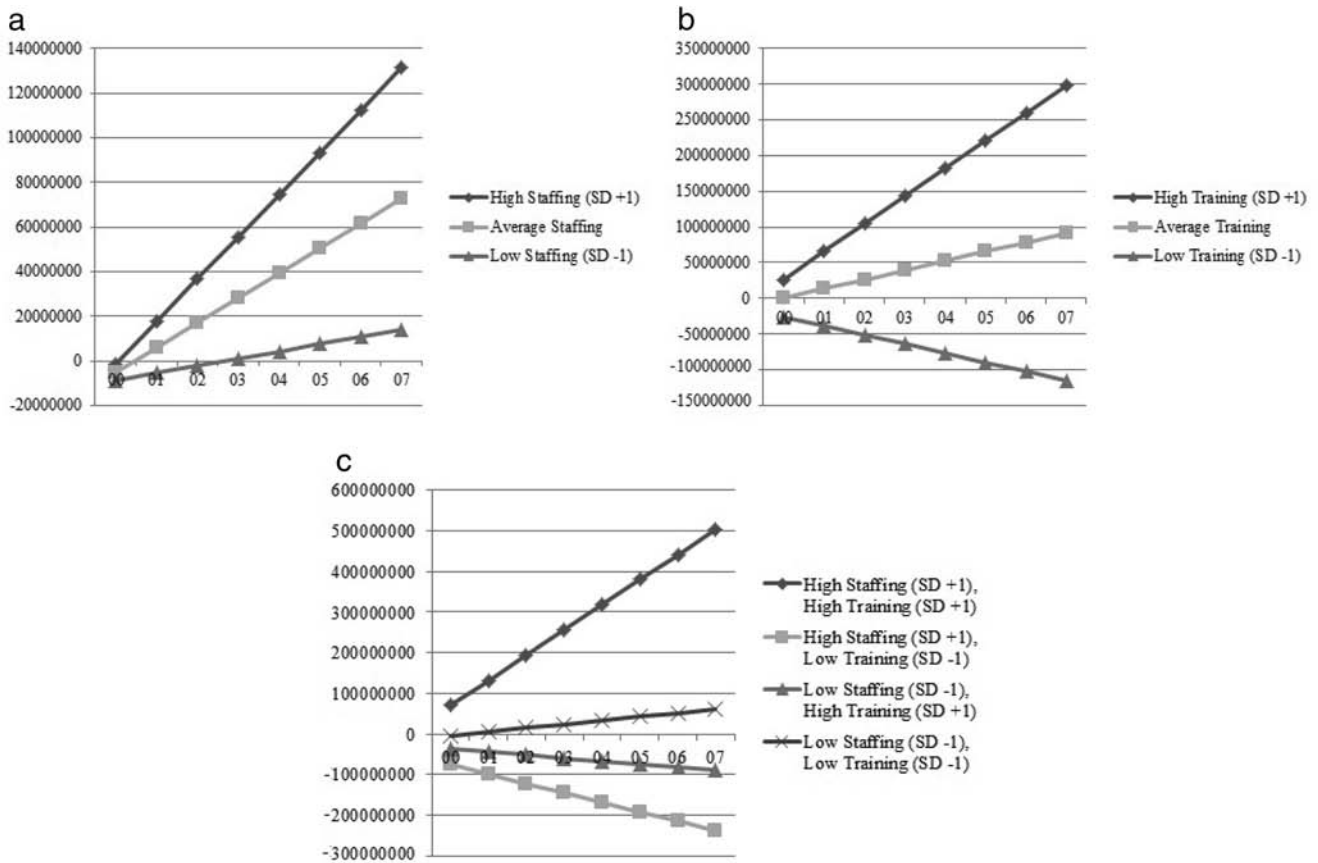 a
140000000
120000000
100000000
80000000
60000000
40000000
20000000
0
-20000000
00 01 02 03 04 05 06 07
High Staffing (SD +1)
Average Staffing
Low Staffing (SD -1)
b
350000000
300000000
250000000
200000000
150000000
100000000
50000000
0
-50000000
-100000000
-150000000
00 01 02 03 04 05 06 07
High Training (SD +1)
Average Training
Low Training (SD -1)
c
600000000
500000000
400000000
300000000
200000000
100000000
0
-100000000
-200000000
-300000000
00 01 02 03 04 05 06 07
High Staffing (SD +1),
High Training (SD +1)
High Staffing (SD +1),
Low Training (SD -1)
Low Staffing (SD -1),
High Training (SD +1)
Low Staffing (SD -1),
Low Training (SD -1)